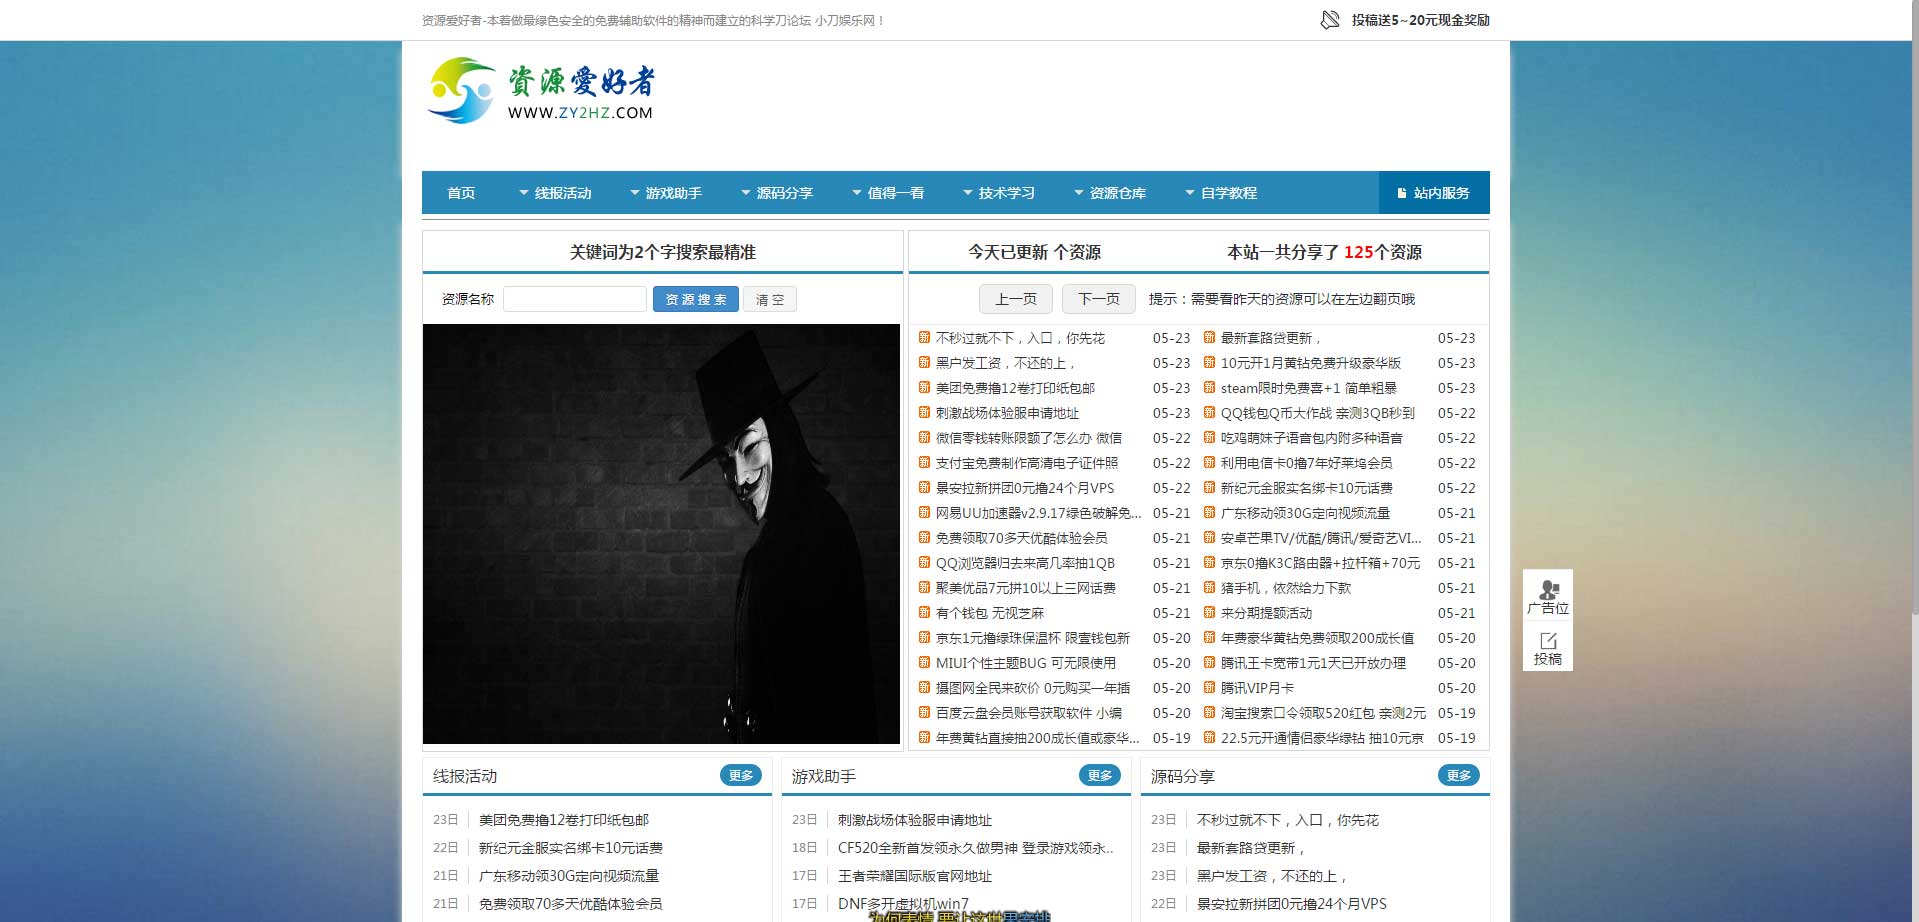 资源爱好者-本着做最绿色安全的免费辅助软件的精神而建立的科学刀论坛 小刀娱乐网！
投稿送5~20元现金奖励
資源愛好者
WWW.ZY2HZ.COM
首页 线报活动 游戏助手 源码分享 值得一看 技术学习 资源仓库 自学教程 站内服务
关键词为2个字搜索最精准
资源名称 资 源 搜 索 清 空
今天已更新 个资源 本站一共分享了 125个资源
上一页 下一页 提示：需要看昨天的资源可以在左边翻页哦
新 不秒过就不下，入口，你先花 05-23 新 最新套路贷更新， 05-23
新 黑户发工资，不还的上， 05-23 新 10元开1月黄钻免费升级豪华版 05-23
新 美团免费撸12卷打印纸包邮 05-23 新 steam限时免费喜+1 简单粗暴 05-23
新 刺激战场体验服申请地址 05-23 新 QQ钱包Q币大作战 亲测3QB秒到 05-22
新 微信零钱转账限额了怎么办 微信 05-22 新 吃鸡萌妹子语音包内附多种语音 05-22
新 支付宝免费制作高清电子证件照 05-22 新 利用电信卡0撸7年好莱坞会员 05-22
新 景安拉新拼团0元撸24个月VPS 05-22 新 新纪元金服实名绑卡10元话费 05-22
新 网易UU加速器v2.9.17绿色破解免... 05-21 新 广东移动领30G定向视频流量 05-21
新 免费领取70多天优酷体验会员 05-21 新 安卓芒果TV/优酷/腾讯/爱奇艺VI... 05-21
新 QQ浏览器归去来高几率抽1QB 05-21 新 京东0撸K3C路由器+拉杆箱+70元 05-21
新 聚美优品7元拼10以上三网话费 05-21 新 猪手机，依然给力下款 05-21
新 有个钱包 无视芝麻 05-21 新 来分期提额活动 05-21
新 京东1元撸绿珠保温杯 限壹钱包新 05-20 新 年费豪华黄钻免费领取200成长值 05-20
新 MIUI个性主题BUG 可无限使用 05-20 新 腾讯王卡宽带1元1天已开放办理 05-20
新 摄图网全民来砍价 0元购买一年插 05-20 新 腾讯VIP月卡 05-20
新 百度云盘会员账号获取软件 小编 05-20 新 淘宝搜索口令领取520红包 亲测2元 05-19
新 年费黄钻直接抽200成长值或豪华... 05-19 新 22.5元开通情侣豪华绿钻 抽10元京 05-19
广告位
投稿
线报活动 更多
23日 美团免费撸12卷打印纸包邮
22日 新纪元金服实名绑卡10元话费
21日 广东移动领30G定向视频流量
21日 免费领取70多天优酷体验会员
游戏助手 更多
23日 刺激战场体验服申请地址
18日 CF520全新首发领永久做男神 登录游戏领永..
17日 王者荣耀国际版官网地址
17日 DNF多开虚拟机win7
源码分享 更多
23日 不秒过就不下，入口，你先花
23日 最新套路贷更新，
23日 黑户发工资，不还的上，
22日 景安拉新拼团0元撸24个月VPS